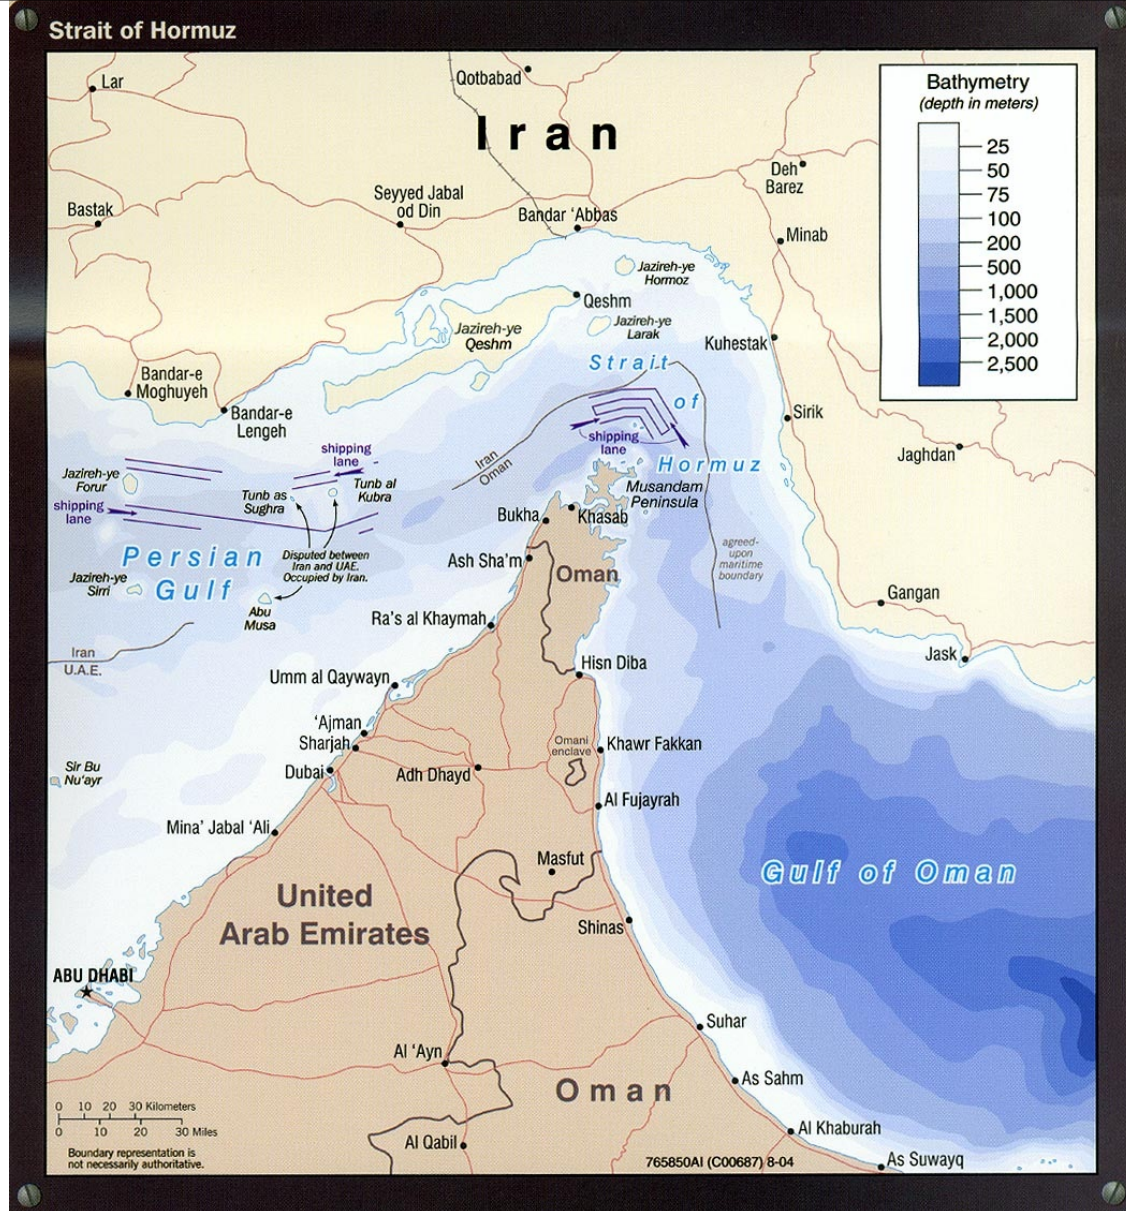 Strait of Hormuz
Lar
Qotbabad
Iran
Bathymetry
(depth in meters)
25
50
75
100
200
500
1,000
1,500
2,000
2,500
Deh
Barez
Seyyed Jabal
od Din
Bastak
Bandar ‘Abbas
Minab
Jazireh-ye
Hormoz
Qeshm
Jazireh-ye
Larak
Jazireh-ye
Qeshm
Kuhestak
Strait
of
Hormuz
Bandar-e
Moghuyeh
Bandar-e
Lengeh
Sirik
Jaghdan
shipping
lane
shipping
lane
Iran
Oman
Jazireh-ye
Forur
Tunb as
Sughra
Tunb al
Kubra
shipping
lane
Musandam
Peninsula
Bukha
Khasab
Persian
Gulf
Disputed between
Iran and UAE.
Occupied by Iran.
Ash Sha’m
Oman
agreed-
upon
maritime
boundary
Jazireh-ye
Sirri
Abu
Musa
Ra’s al Khaymah
Gangan
Iran
U.A.E.
Jask
Hisn Diba
Umm al Qaywayn
‘Ajman
Sharjah
Omani
enclave
Khawr Fakkan
Sir Bu
Nu‘ayr
Dubai
Adh Dhayd
Al Fujayrah
Mina’ Jabal ‘Ali
Masfut
Gulf of Oman
United
Arab Emirates
Shinas
ABU DHABI
Suhar
Al ‘Ayn
As Sahm
Oman
0 10 20 30 Kilometers
0 10 20 30 Miles
Al Khaburah
Al Qabil
Boundary representation is
not necessarily authoritative.
765850AI (C00687) 8-04
As Suwayq